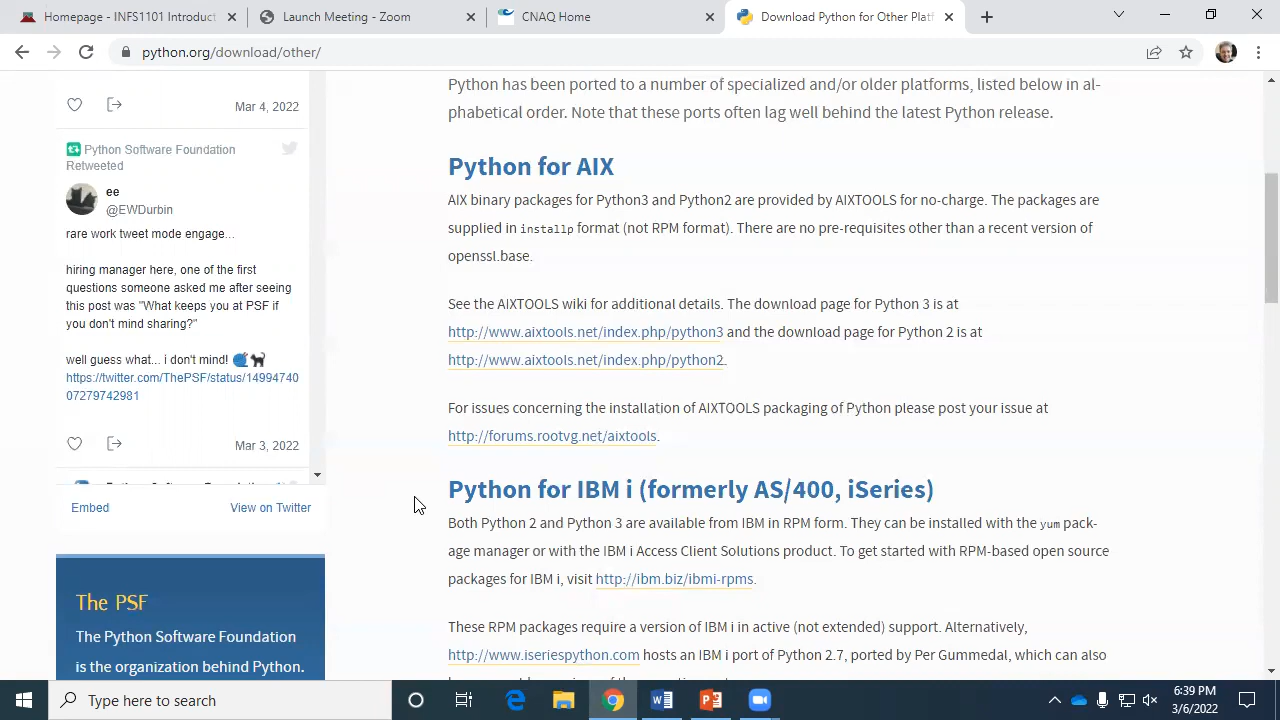 Homepage - INFS1101 Introduct
Launch Meeting - Zoom
CNAQ Home
Download Python for Other Platf
python.org/download/other/
Mar 4, 2022
Python Software Foundation
Retweeted
ee
@EWDurbin
rare work tweet mode engage...
hiring manager here, one of the first
questions someone asked me after seeing
this post was "What keeps you at PSF if
you don't mind sharing?"
well guess what... i don't mind!
https://twitter.com/ThePSF/status/14994740
07279742981
Mar 3, 2022
Embed
View on Twitter
The PSF
The Python Software Foundation
is the organization behind Python.
Python has been ported to a number of specialized and/or older platforms, listed below in al-
phabetical order. Note that these ports often lag well behind the latest Python release.
Python for AIX
AIX binary packages for Python3 and Python2 are provided by AIXTOOLS for no-charge. The packages are
supplied in installp format (not RPM format). There are no pre-requisites other than a recent version of
openssl.base.
See the AIXTOOLS wiki for additional details. The download page for Python 3 is at
http://www.aixtools.net/index.php/python3 and the download page for Python 2 is at
http://www.aixtools.net/index.php/python2.
For issues concerning the installation of AIXTOOLS packaging of Python please post your issue at
http://forums.rootvg.net/aixtools.
Python for IBM i (formerly AS/400, iSeries)
Both Python 2 and Python 3 are available from IBM in RPM form. They can be installed with the yum pack-
age manager or with the IBM i Access Client Solutions product. To get started with RPM-based open source
packages for IBM i, visit http://ibm.biz/ibmi-rpms.
These RPM packages require a version of IBM i in active (not extended) support. Alternatively,
http://www.iseriespython.com hosts an IBM i port of Python 2.7, ported by Per Gummedal, which can also
Type here to search
6:39 PM
3/6/2022